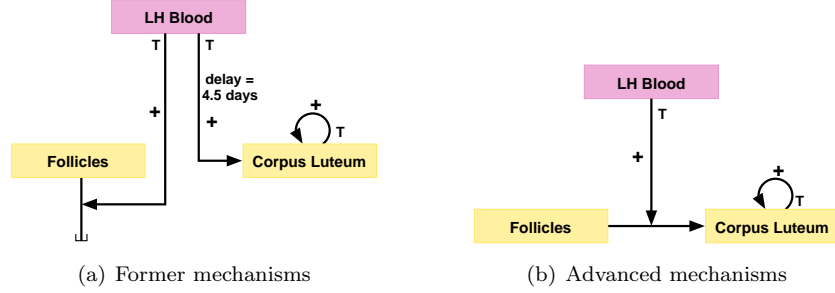 LH Blood
T
T
delay =
4.5 days
+
+
+
T
Follicles
Corpus Luteum
(a) Former mechanisms
LH Blood
T
+
+
T
Follicles
Corpus Luteum
(b) Advanced mechanisms